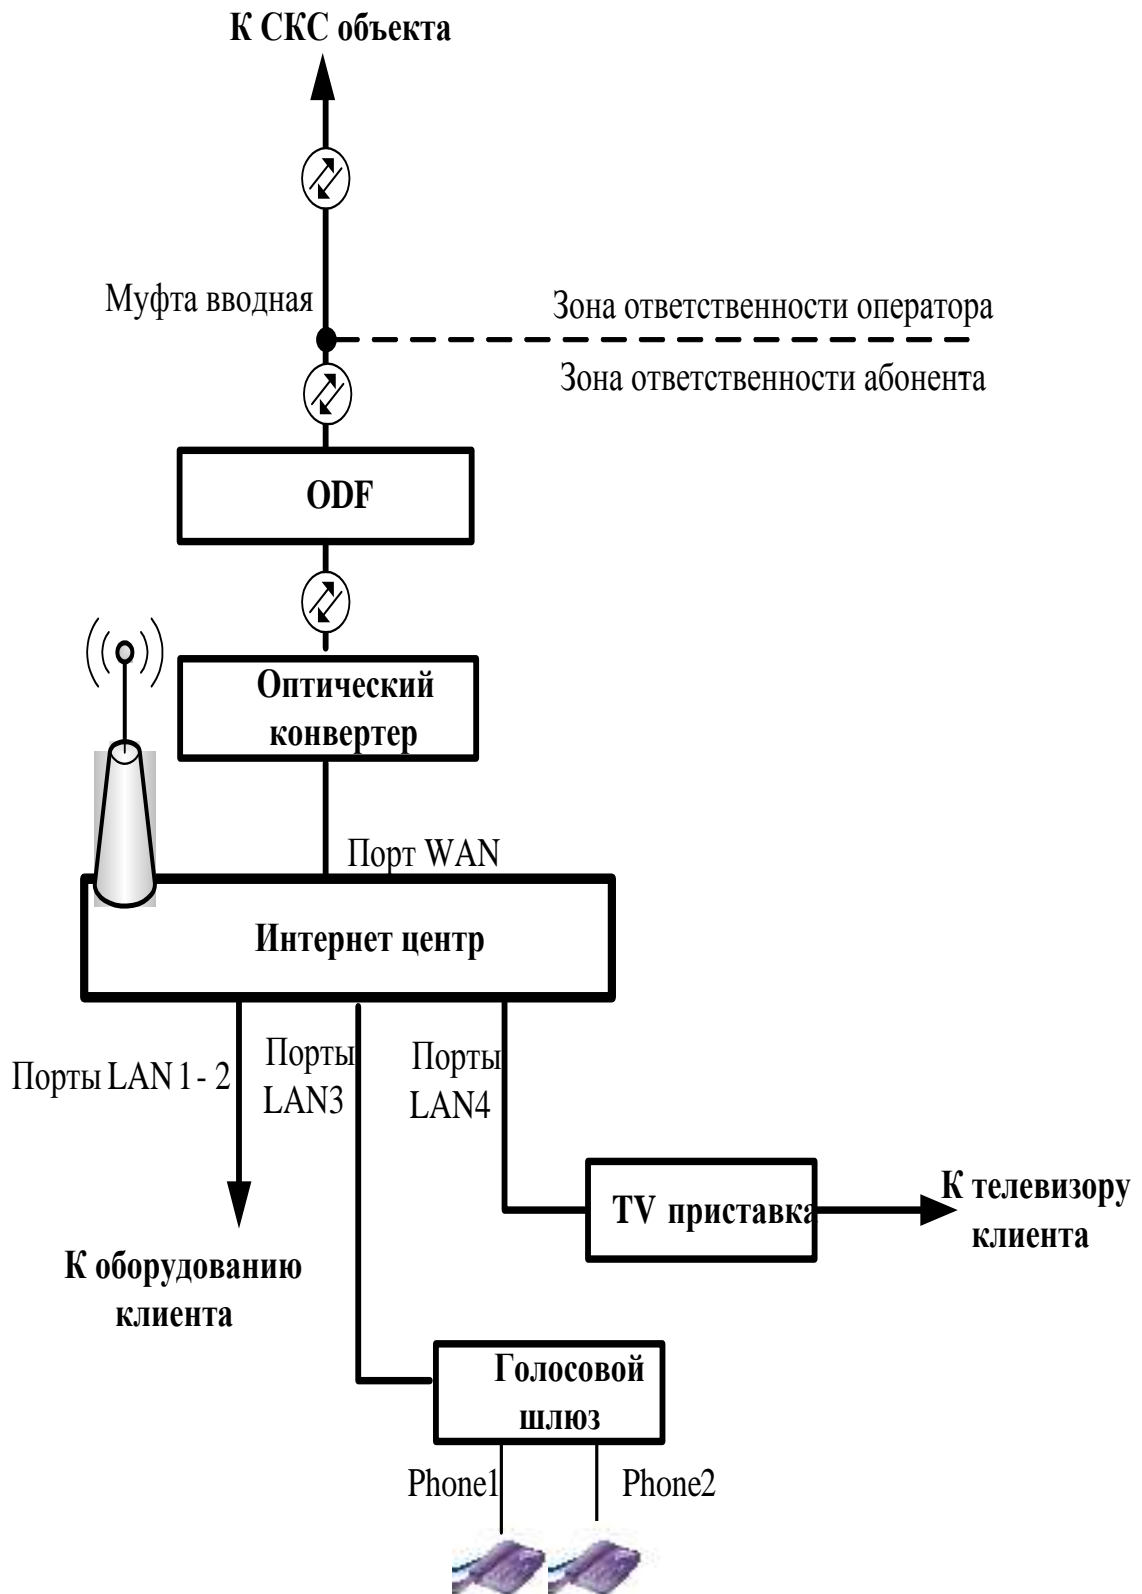 К СКС объекта
Муфта вводная
Зона ответственности оператора
Зона ответственности абонента
ODF
Оптический
конвертер
Порт WAN
Интернет центр
Порты LAN 1- 2
Порты
LAN3
Порты
LAN4
TV приставка
К телевизору
клиента
К оборудованию
клиента
Голосовой
шлюз
Phone1
Phone2